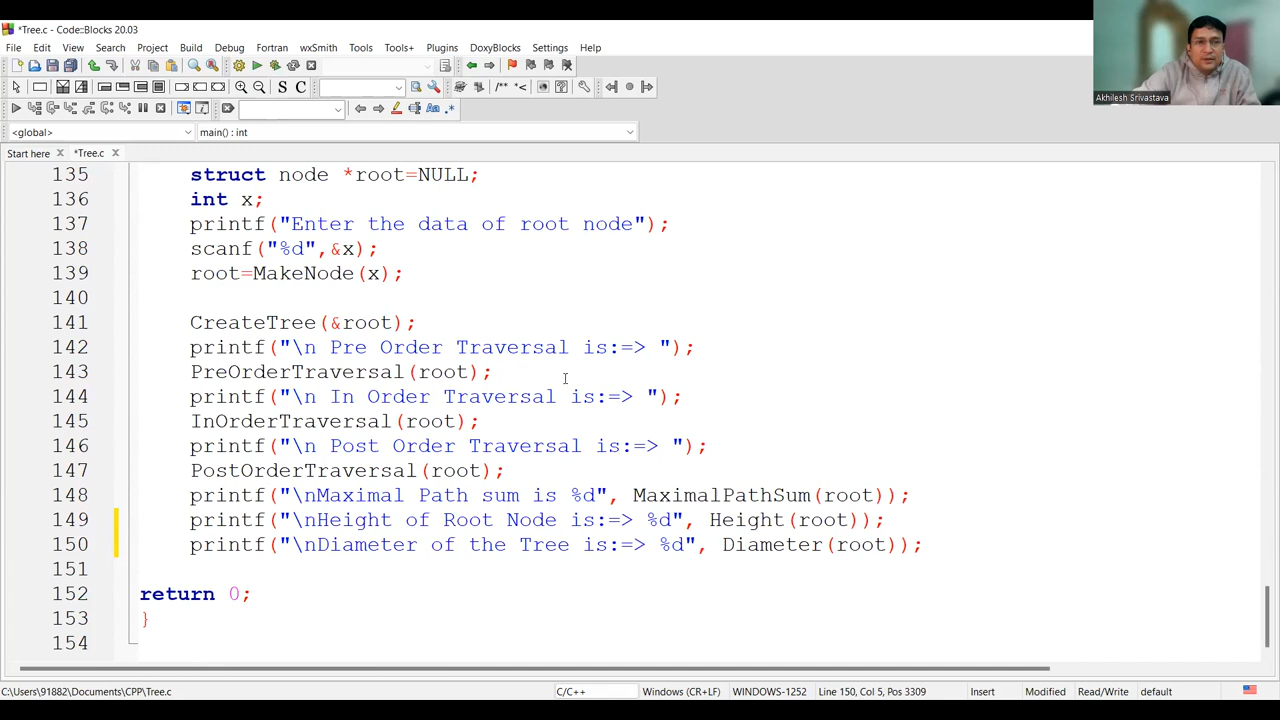 *Tree.c - Code::Blocks 20.03
File Edit View Search Project Build Debug Fortran wxSmith Tools Tools+ Plugins DoxyBlocks Settings Help
S C /** *<
Aa .*
<global> main() : int
Start here *Tree.c
135 struct node *root=NULL;
136 int x;
137 printf("Enter the data of root node");
138 scanf("%d",&x);
139 root=MakeNode(x);
140
141 CreateTree(&root);
142 printf("\n Pre Order Traversal is:=> ");
143 PreOrderTraversal(root);
144 printf("\n In Order Traversal is:=> ");
145 InOrderTraversal(root);
146 printf("\n Post Order Traversal is:=> ");
147 PostOrderTraversal(root);
148 printf("\nMaximal Path sum is %d", MaximalPathSum(root));
149 printf("\nHeight of Root Node is:=> %d", Height(root));
150 printf("\nDiameter of the Tree is:=> %d", Diameter(root));
151
152 return 0;
153 }
154
C:\Users\91882\Documents\CPP\Tree.c C/C++ Windows (CR+LF) WINDOWS-1252 Line 150, Col 5, Pos 3309 Insert Modified Read/Write default
Akhilesh Srivastava